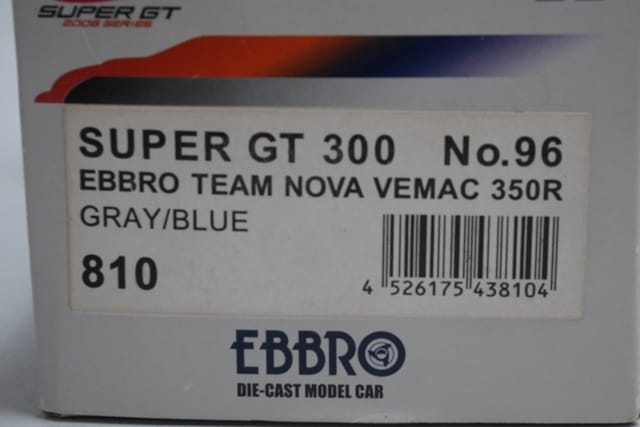 SUPER GT
SUPER GT 300 No.96
EBBRO TEAM NOVA VEMAC 350R
GRAY/BLUE
810
4 526175 438104
EBBRO
DIE-CAST MODEL CAR